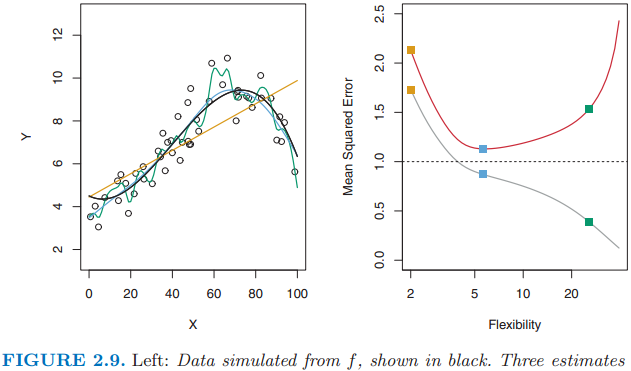 12
10
8
6
4
2
Y
0 20 40 60 80 100
X
2.5
2.0
1.5
1.0
0.5
0.0
Mean Squared Error
2 5 10 20
Flexibility
FIGURE 2.9. Left: Data simulated from f, shown in black. Three estimates